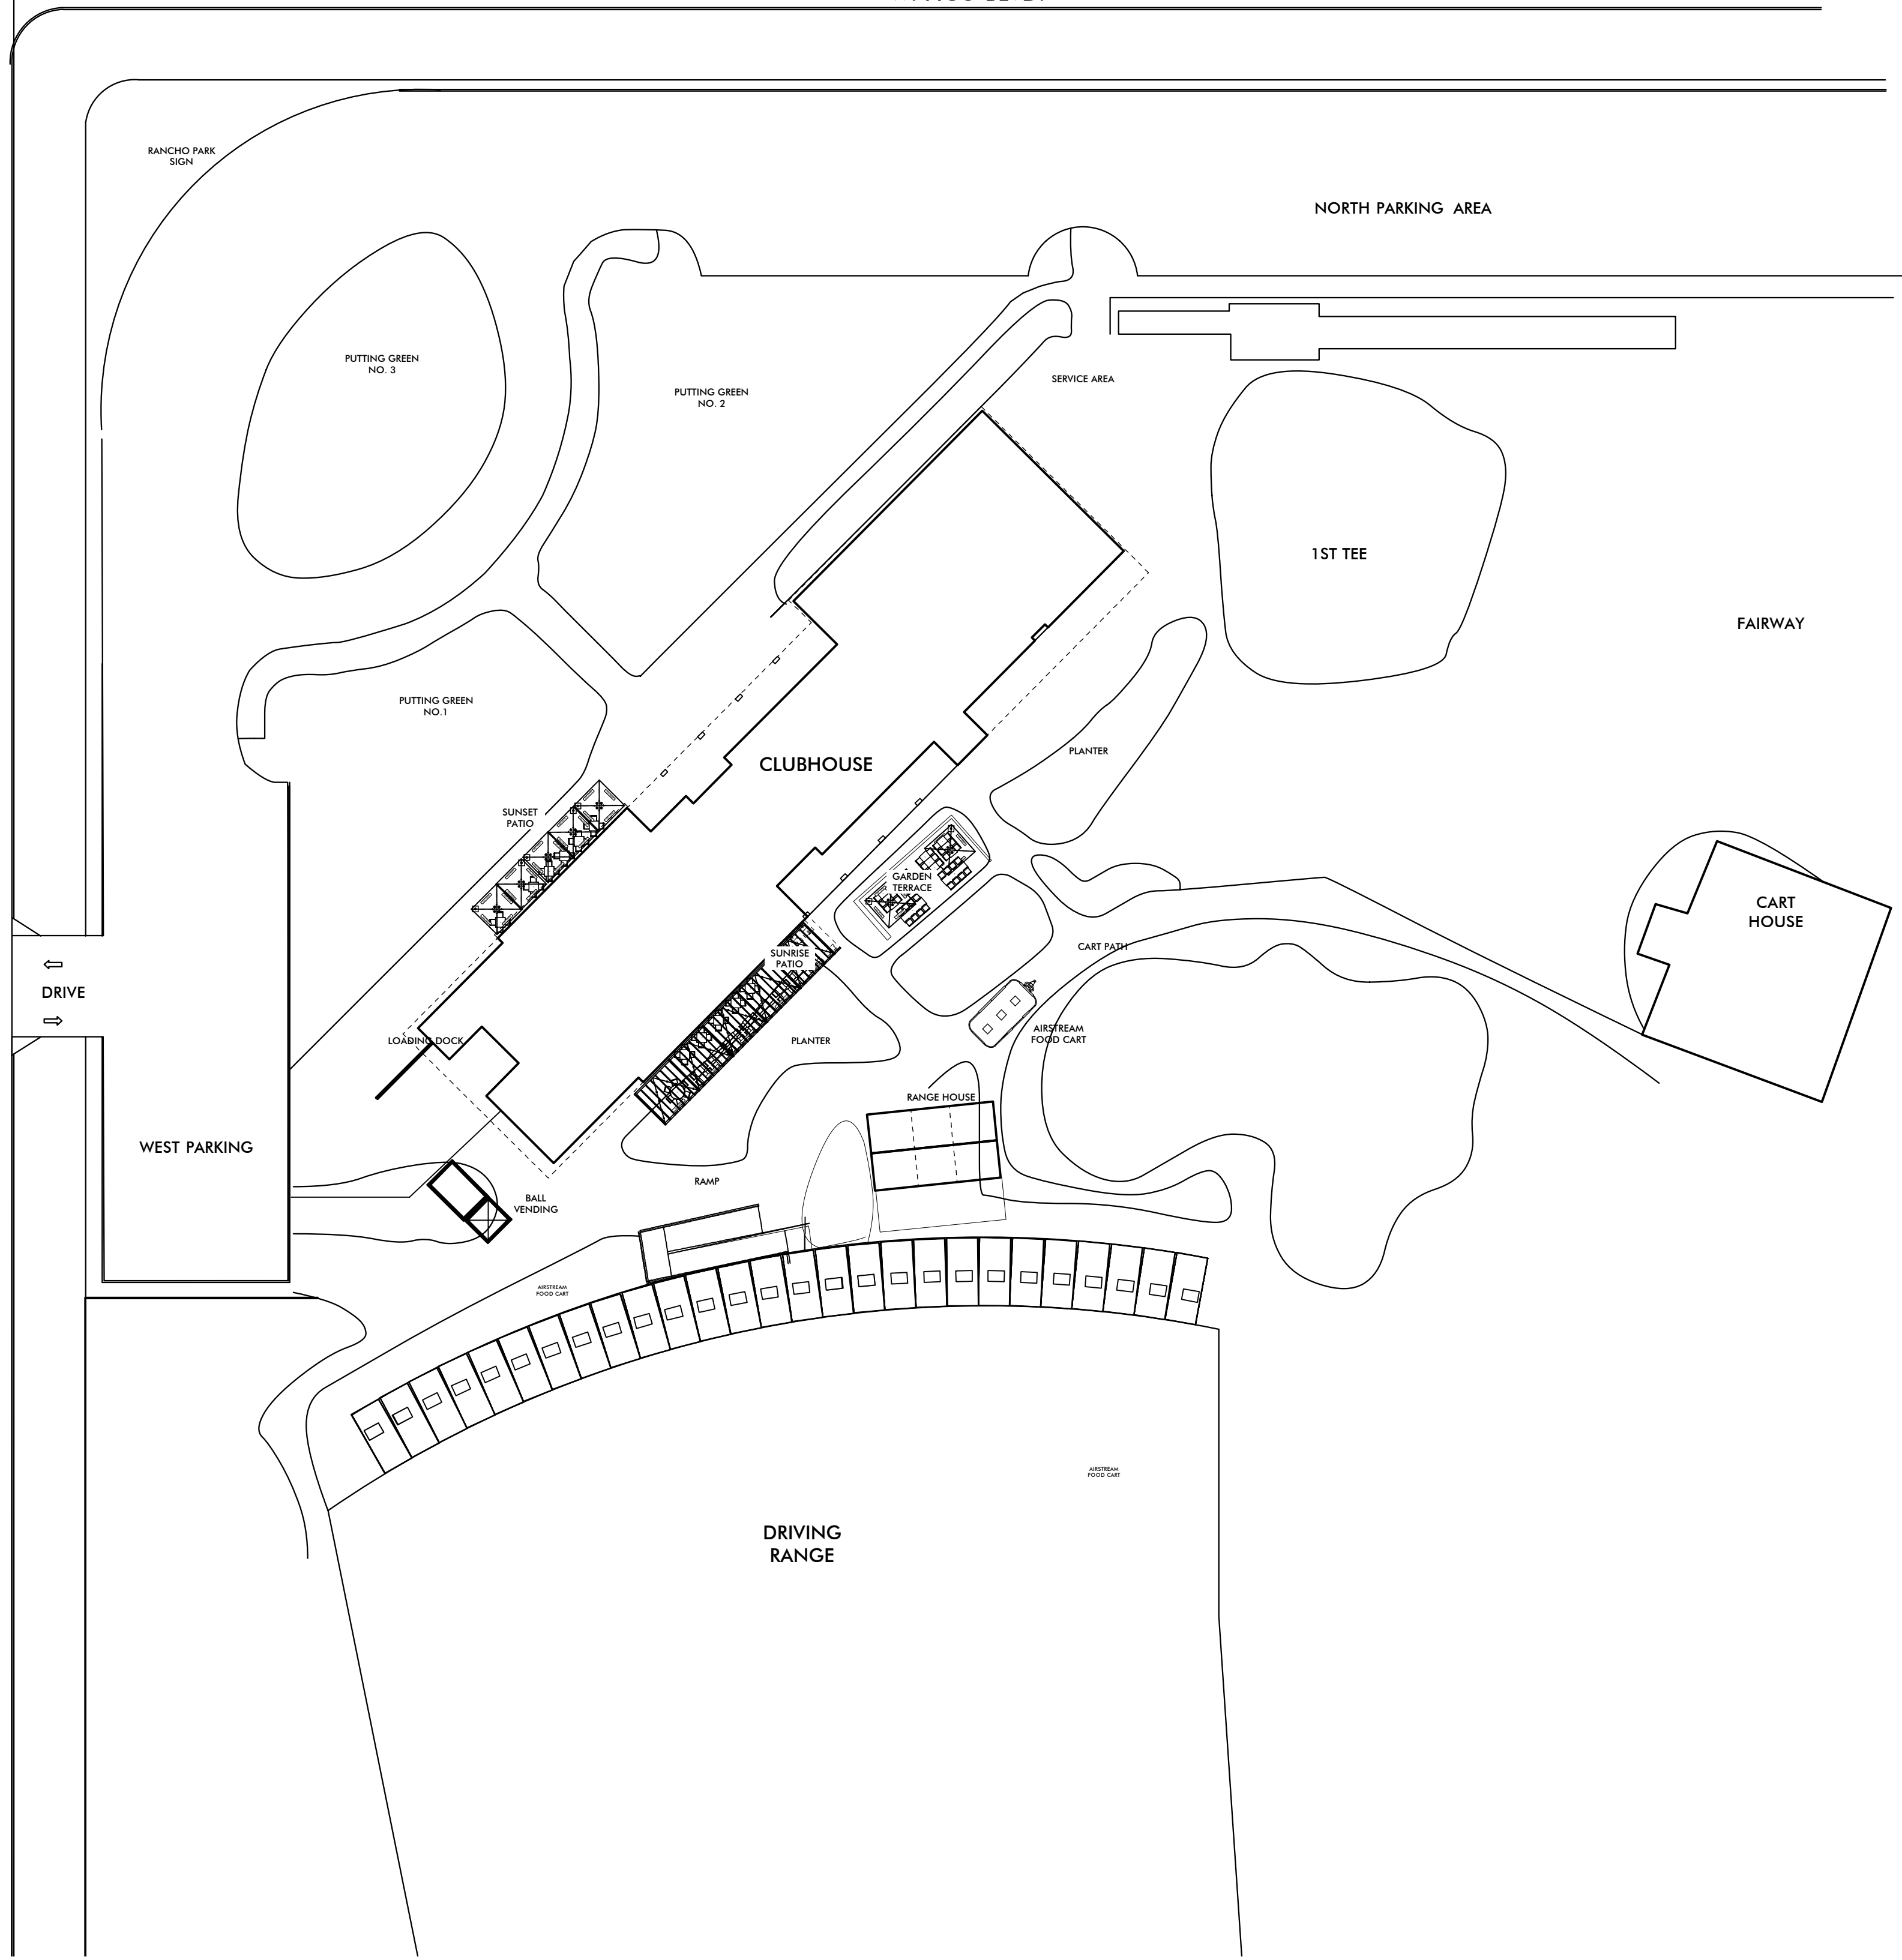 RANCHO PARK
SIGN
NORTH PARKING AREA
PUTTING GREEN
NO. 3
PUTTING GREEN
NO. 2
SERVICE AREA
1ST TEE
FAIRWAY
PUTTING GREEN
NO.1
PLANTER
CLUBHOUSE
SUNSET
PATIO
GARDEN
TERRACE
CART
HOUSE
CART PATH
SUNRISE
PATIO
DRIVE
AIRSTREAM
FOOD CART
LOADING DOCK
PLANTER
RANGE HOUSE
WEST PARKING
RAMP
BALL
VENDING
AIRSTREAM
FOOD CART
AIRSTREAM
FOOD CART
DRIVING
RANGE